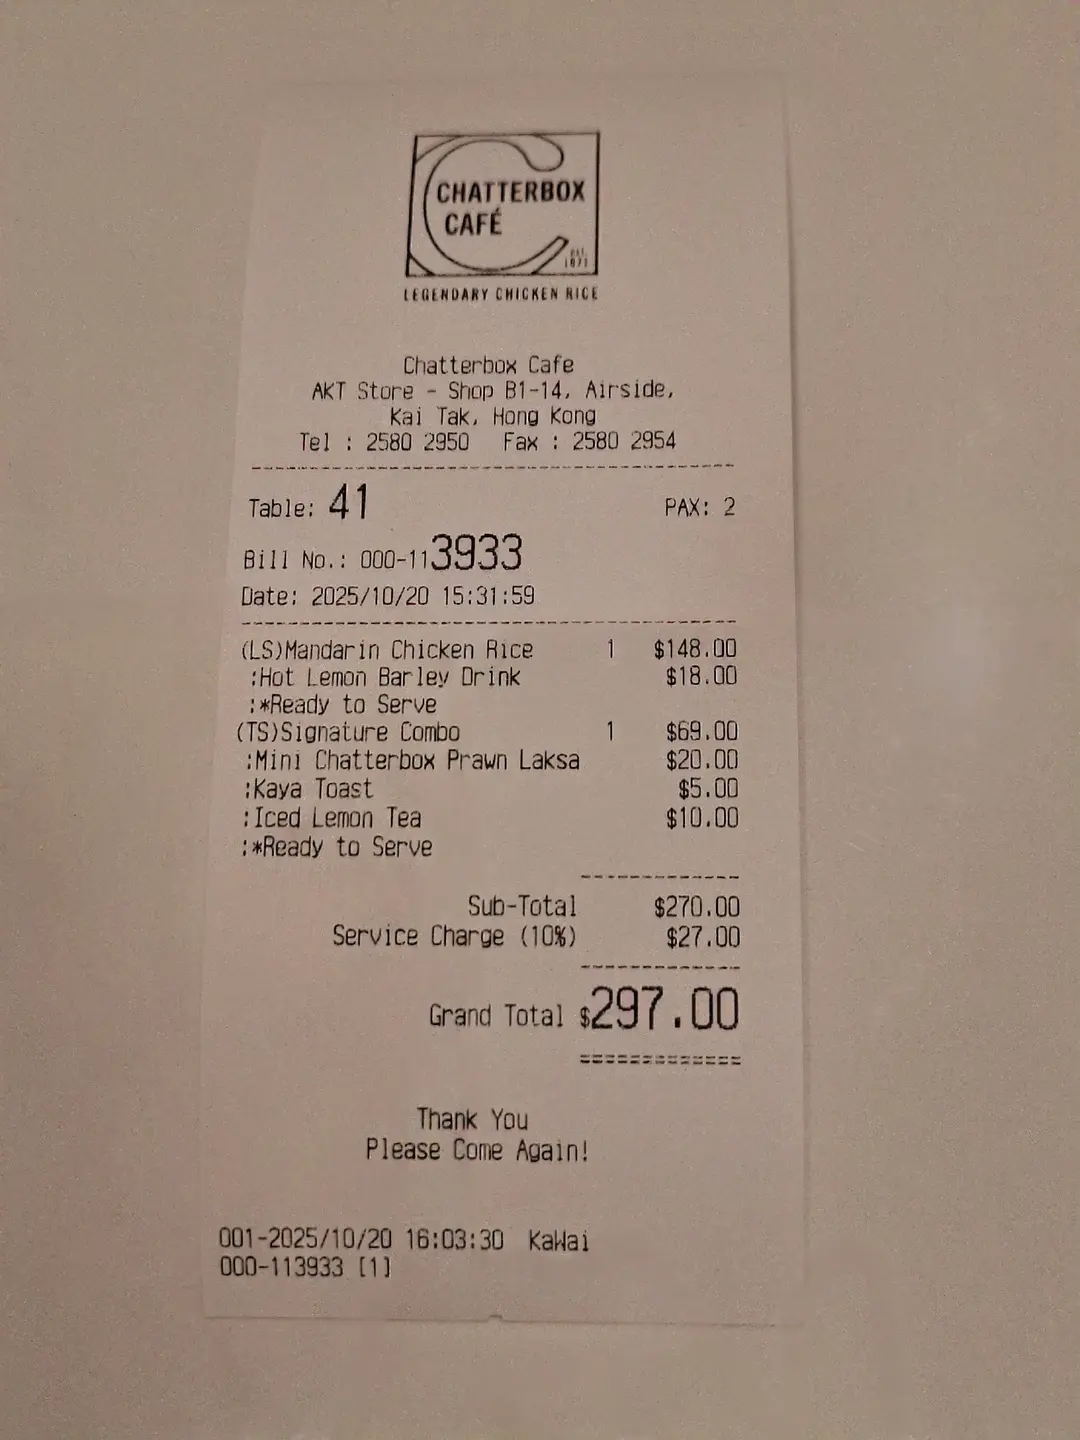 CHATTERBOX
CAFÉ
est.
1971
LEGENDARY CHICKEN RICE
Chatterbox Cafe
AKT Store - Shop B1-14, Airside,
Kai Tak, Hong Kong
Tel : 2580 2950 Fax : 2580 2954
Table: 41 PAX: 2
Bill No.: 000-113933
Date: 2025/10/20 15:31:59
(LS)Mandarin Chicken Rice 1 $148.00
:Hot Lemon Barley Drink $18.00
:*Ready to Serve
(TS)Signature Combo 1 $69.00
:Mini Chatterbox Prawn Laksa $20.00
:Kaya Toast $5.00
:Iced Lemon Tea $10.00
:*Ready to Serve
Sub-Total $270.00
Service Charge (10%) $27.00
Grand Total $297.00
Thank You
Please Come Again!
001-2025/10/20 16:03:30 KaWai
000-113933 [1]